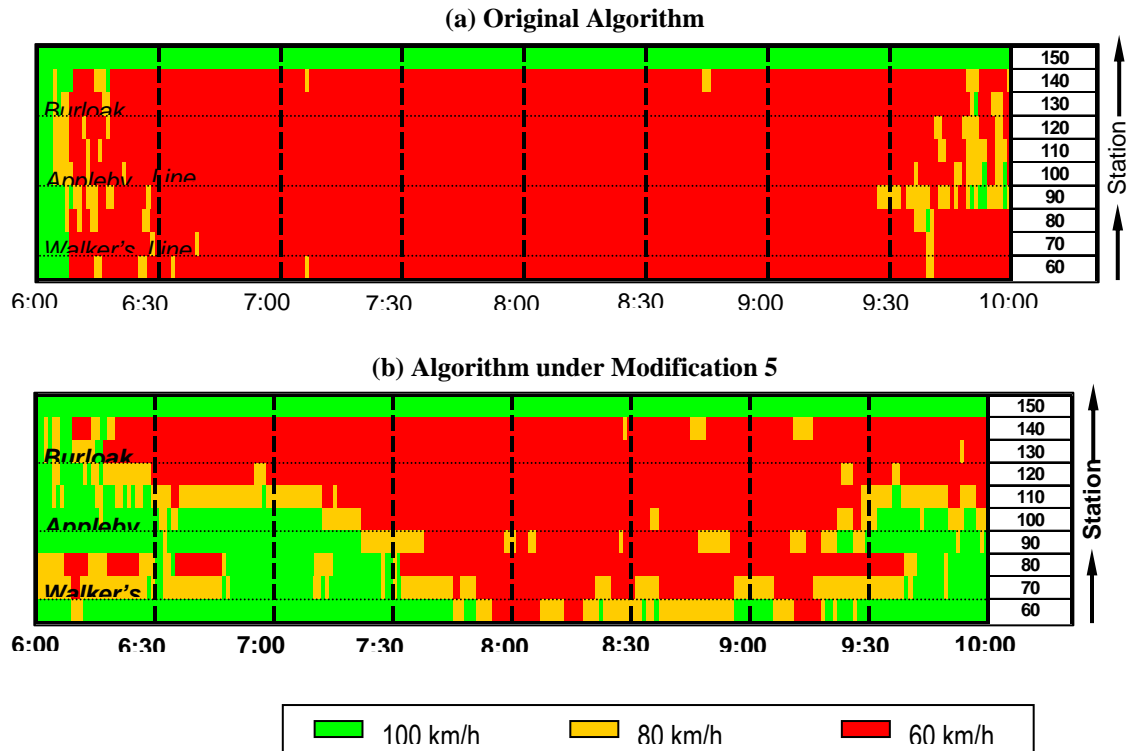 (a) Original Algorithm
150
140
Burloak
130
120
110
Appleby Line
100
90
80
Walker's Line
70
60
Station
6:00 6:30 7:00 7:30 8:00 8:30 9:00 9:30 10:00
(b) Algorithm under Modification 5
150
140
Burloak
130
120
110
Appleby
100
90
80
Walker's
70
60
Station
6:00 6:30 7:00 7:30 8:00 8:30 9:00 9:30 10:00
100 km/h 80 km/h 60 km/h